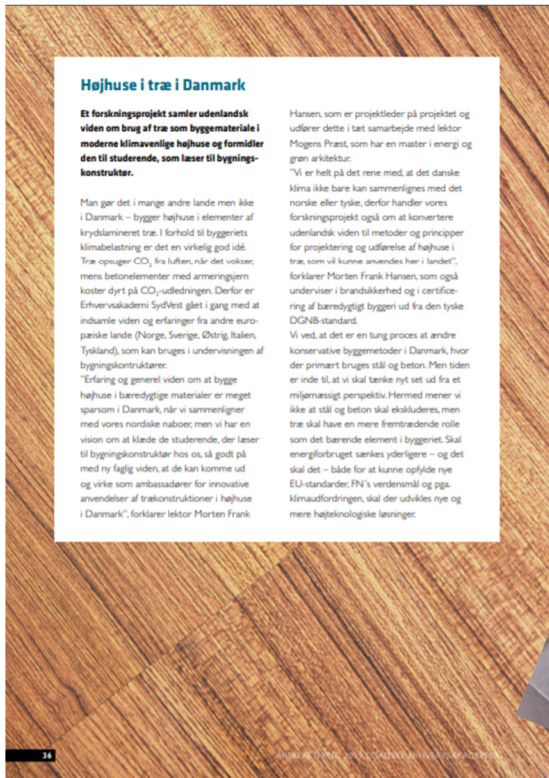 Højhuse i træ i Danmark
Et forskningsprojekt samler udenlandsk
viden om brug af træ som byggemateriale i
moderne klimavenlige højhuse og formidler
den til studerende, som læser til bygnings-
konstruktør.
Man gør det i mange andre lande men ikke
i Danmark – bygger højhuse i elementer af
krydslamineret træ. I forhold til byggeriets
klimabelastning er det en virkelig god idé.
Træ opsuger CO₂ fra luften, når det vokser,
mens betonelementer med armeringsjern
koster dyrt på CO₂-udledningen. Derfor er
Erhvervsakademi SydVest gået i gang med at
indsamle viden og erfaringer fra andre euro-
pæiske lande (Norge, Sverige, Østrig, Italien,
Tyskland), som kan bruges i undervisningen af
bygningskontruktører.
"Erfaring og generel viden om at bygge
højhuse i bæredygtige materialer er meget
sparsom i Danmark, når vi sammenligner
med vores nordiske naboer, men vi har en
vision om at klæde de studerende, der læser
til bygningskonstruktør hos os, så godt på
med ny faglig viden, at de kan komme ud
og virke som ambassadører for innovative
anvendelser af trækonstruktioner i højhuse
i Danmark", forklarer lektor Morten Frank
Hansen, som er projektleder på projektet og
udfører dette i tæt samarbejde med lektor
Mogens Præst, som har en master i energi og
grøn arkitektur.
"Vi er helt på det rene med, at det danske
klima ikke bare kan sammenlignes med det
norske eller tyske, derfor handler vores
forskningsprojekt også om at konvertere
udenlandsk viden til metoder og principper
for projektering og udførelse af højhuse i
træ, som vil kunne anvendes her i landet",
forklarer Morten Frank Hansen, som også
underviser i brandsikkerhed og i certifice-
ring af bæredygtigt byggeri ud fra den tyske
DGNB-standard.
Vi ved, at det er en tung proces at ændre
konservative byggemetoder i Danmark, hvor
der primært bruges stål og beton. Men tiden
er inde til, at vi skal tænke nyt set ud fra et
miljømæssigt perspektiv. Hermed mener vi
ikke at stål og beton skal ekskluderes, men
træ skal have en mere fremtrædende rolle
som det bærende element i byggeriet. Skal
energiforbruget sænkes yderligere – og det
skal det – både for at kunne opfylde nye
EU-standarder, FN´s verdensmål og pga.
klimaudfordringen, skal der udvikles nye og
mere højteknologiske løsninger.
36